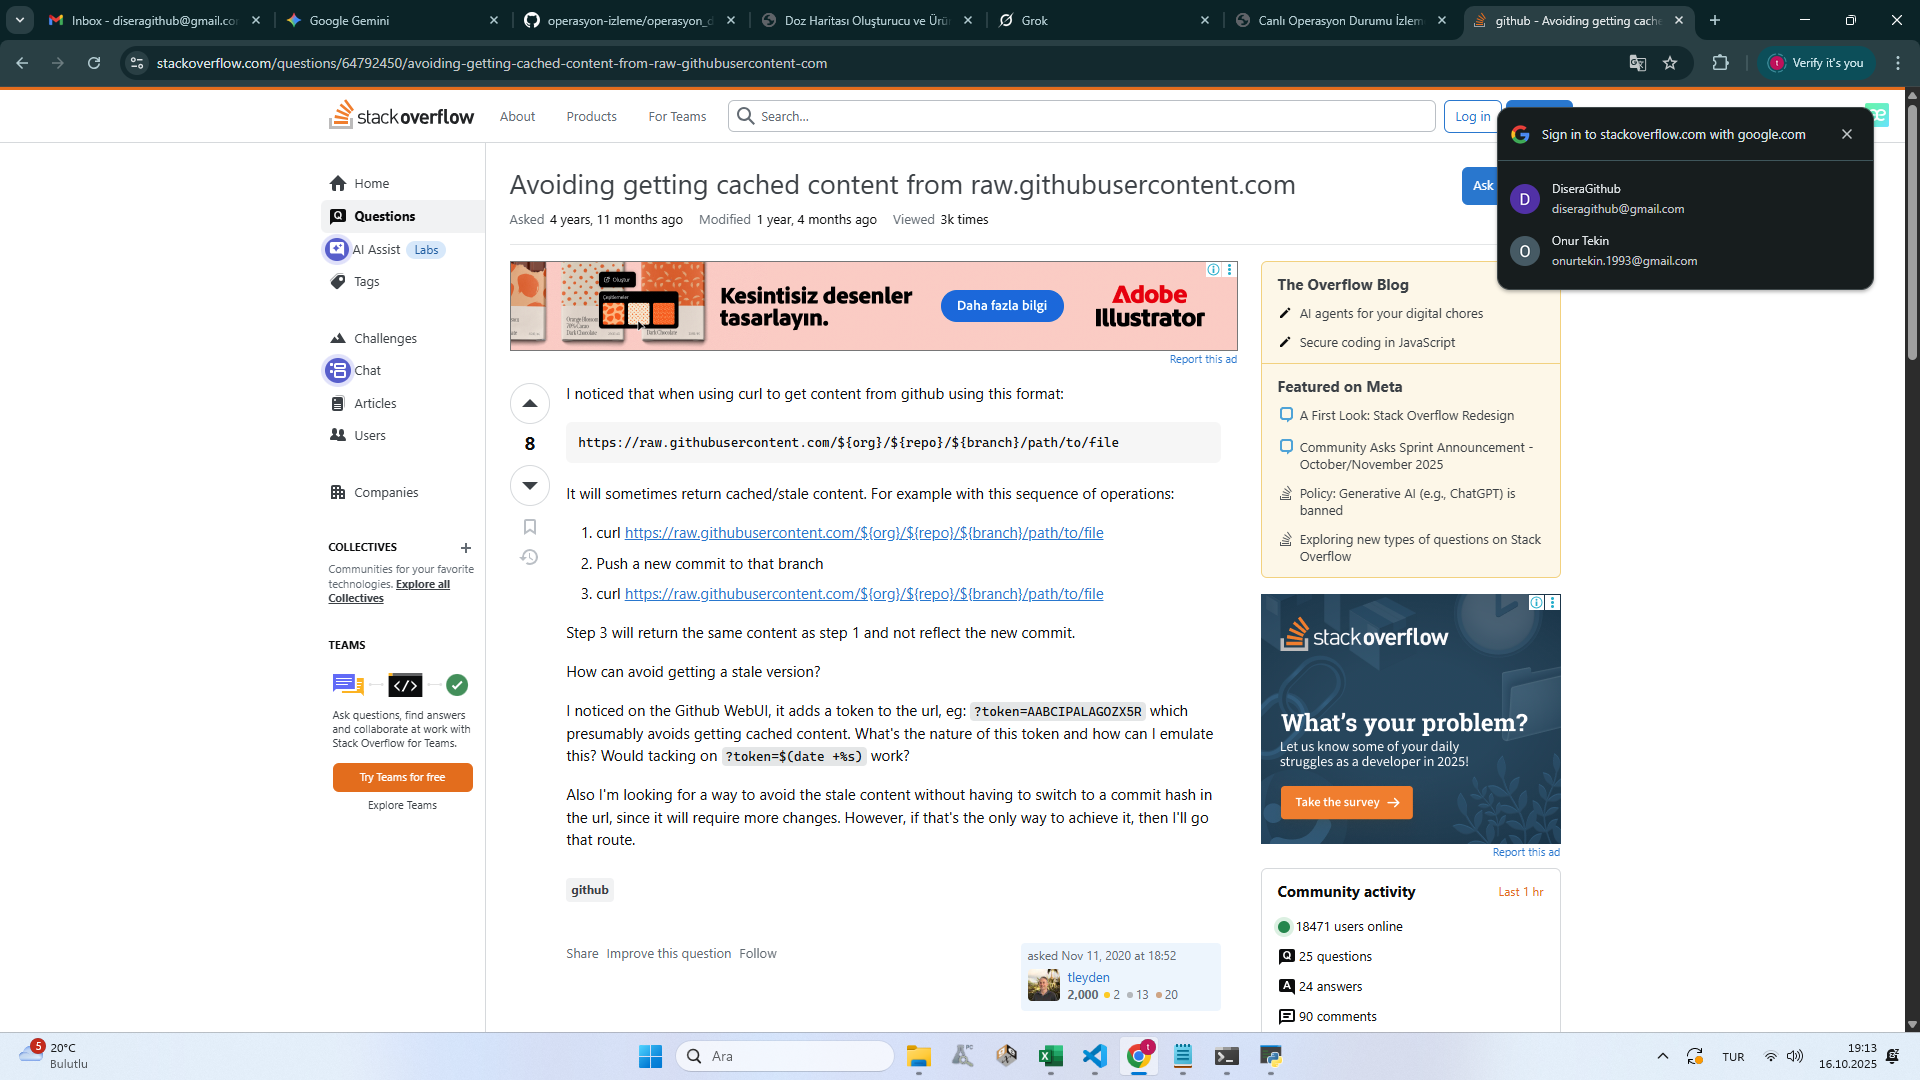 Inbox - diseragithub@gmail.co
Google Gemini
operasyon-izleme/operasyon_d
Doz Haritası Oluşturucu ve Ürü
Grok
Canlı Operasyon Durumu İzlem
github - Avoiding getting cache
stackoverflow.com/questions/64792450/avoiding-getting-cached-content-from-raw-githubusercontent-com
Verify it's you
stackoverflow
About
Products
For Teams
Search...
Log in
Sign in to stackoverflow.com with google.com
D
DiseraGithub
diseragithub@gmail.com
O
Onur Tekin
onurtekin.1993@gmail.com
Home
Questions
AI Assist Labs
Tags
Challenges
Chat
Articles
Users
Companies
COLLECTIVES
Communities for your favorite
technologies. Explore all
Collectives
TEAMS
Ask questions, find answers
and collaborate at work with
Stack Overflow for Teams.
Try Teams for free
Explore Teams
Avoiding getting cached content from raw.githubusercontent.com
Ask
Asked 4 years, 11 months ago Modified 1 year, 4 months ago Viewed 3k times
Oluştur
Kesintisiz desenler
tasarlayın.
Daha fazla bilgi
Adobe
Illustrator
Report this ad
8
I noticed that when using curl to get content from github using this format:
https://raw.githubusercontent.com/${org}/${repo}/${branch}/path/to/file
It will sometimes return cached/stale content. For example with this sequence of operations:
1. curl https://raw.githubusercontent.com/${org}/${repo}/${branch}/path/to/file
2. Push a new commit to that branch
3. curl https://raw.githubusercontent.com/${org}/${repo}/${branch}/path/to/file
Step 3 will return the same content as step 1 and not reflect the new commit.
How can avoid getting a stale version?
I noticed on the Github WebUI, it adds a token to the url, eg: ?token=AABCIPALAGOZX5R which
presumably avoids getting cached content. What's the nature of this token and how can I emulate
this? Would tacking on ?token=$(date +%s) work?
Also I'm looking for a way to avoid the stale content without having to switch to a commit hash in
the url, since it will require more changes. However, if that's the only way to achieve it, then I'll go
that route.
github
Share Improve this question Follow
asked Nov 11, 2020 at 18:52
tleyden
2,000 2 13 20
The Overflow Blog
AI agents for your digital chores
Secure coding in JavaScript
Featured on Meta
A First Look: Stack Overflow Redesign
Community Asks Sprint Announcement -
October/November 2025
Policy: Generative AI (e.g., ChatGPT) is
banned
Exploring new types of questions on Stack
Overflow
stackoverflow
What's your problem?
Let us know some of your daily
struggles as a developer in 2025!
Take the survey
Report this ad
Community activity
Last 1 hr
18471 users online
25 questions
24 answers
90 comments
5
20°C
Bulutlu
Ara
TUR
19:13
16.10.2025